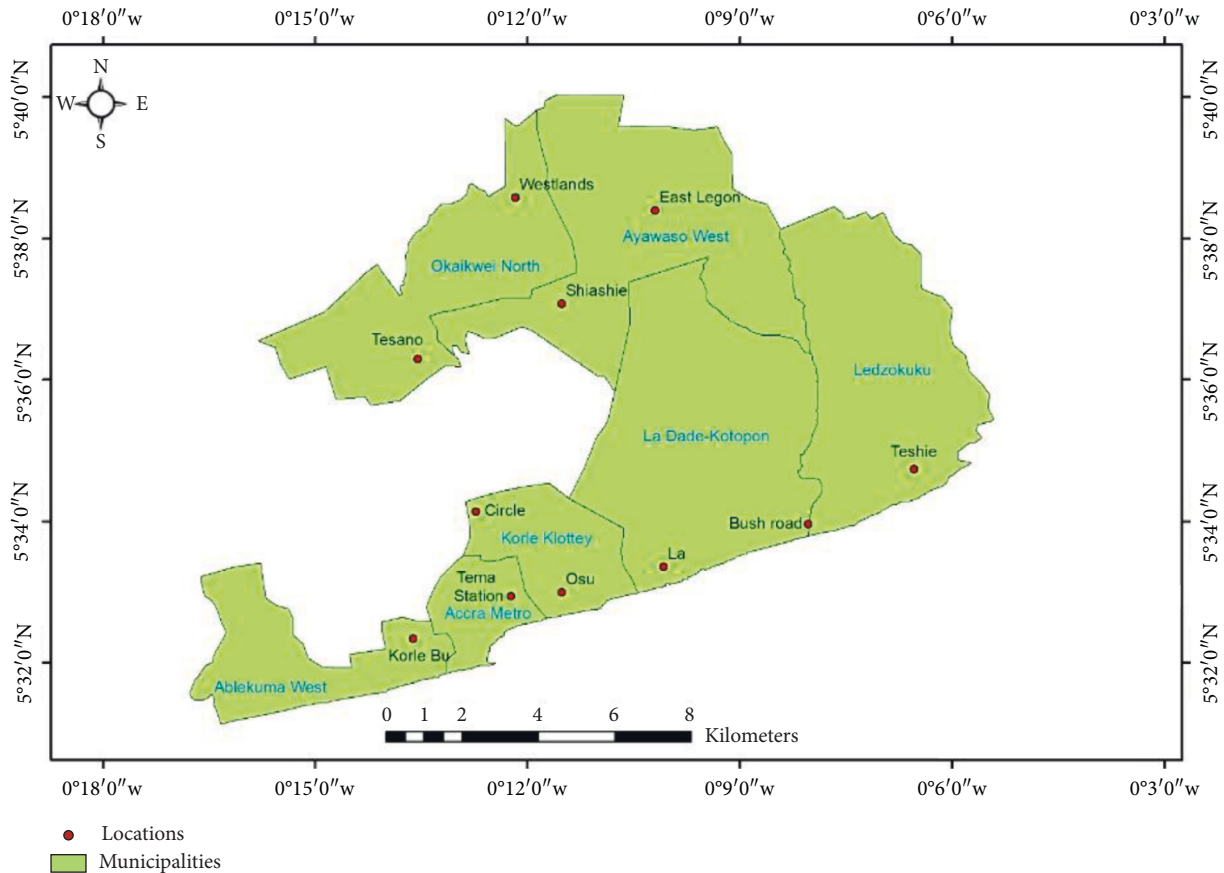 0°18′0″w 0°15′0″w 0°12′0″w 0°9′0″w 0°6′0″w 0°3′0″w
N
W E
S
5°40′0″N 5°40′0″N
5°38′0″N 5°38′0″N
5°36′0″N 5°36′0″N
5°34′0″N 5°34′0″N
5°32′0″N 5°32′0″N
Westlands
East Legon
Ayawaso West
Okaikwei North
Shiashie
Tesano
Ledzokuku
La Dade-Kotopon
Teshie
Circle
Bush road
Korle Klottey
La
Tema
Station
Osu
Accra Metro
Korle Bu
Ablekuma West
0 1 2 4 6 8
Kilometers
0°18′0″w 0°15′0″w 0°12′0″w 0°9′0″w 0°6′0″w 0°3′0″w
Locations
Municipalities